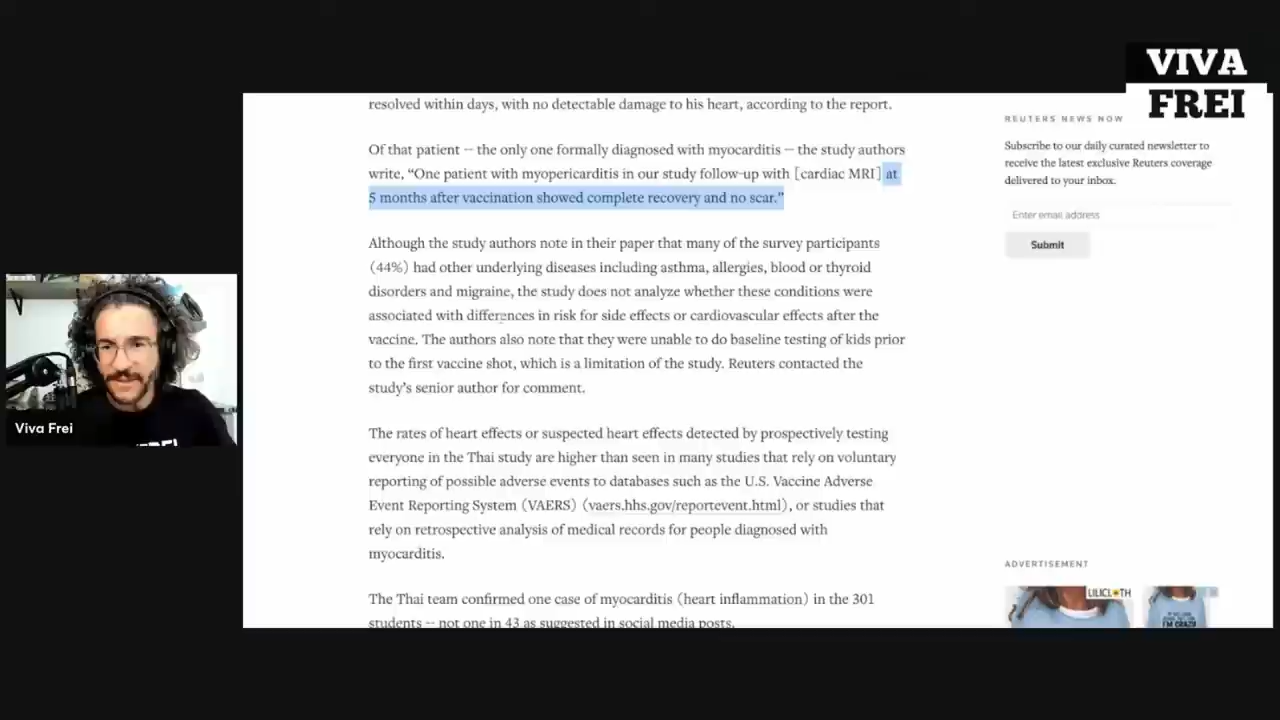 VIVA
FREI
resolved within days, with no detectable damage to his heart, according to the report.
Of that patient — the only one formally diagnosed with myocarditis — the study authors
write, “One patient with myopericarditis in our study follow-up with [cardiac MRI] at
5 months after vaccination showed complete recovery and no scar.”
Although the study authors note in their paper that many of the survey participants
(44%) had other underlying diseases including asthma, allergies, blood or thyroid
disorders and migraine, the study does not analyze whether these conditions were
associated with differences in risk for side effects or cardiovascular effects after the
vaccine. The authors also note that they were unable to do baseline testing of kids prior
to the first vaccine shot, which is a limitation of the study. Reuters contacted the
study’s senior author for comment.
The rates of heart effects or suspected heart effects detected by prospectively testing
everyone in the Thai study are higher than seen in many studies that rely on voluntary
reporting of possible adverse events to databases such as the U.S. Vaccine Adverse
Event Reporting System (VAERS) (vaers.hhs.gov/reportevent.html), or studies that
rely on retrospective analysis of medical records for people diagnosed with
myocarditis.
The Thai team confirmed one case of myocarditis (heart inflammation) in the 301
students — not one in 43 as suggested in social media posts.
REUTERS NEWS NOW
Subscribe to our daily curated newsletter to
receive the latest exclusive Reuters coverage
delivered to your inbox.
Enter email address
Submit
ADVERTISEMENT
LILICLOTH
I'M CRAZY
Viva Frei